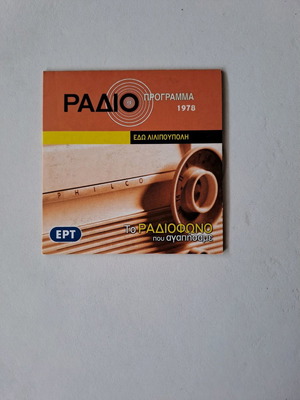 ΡΑΔΙΟ
ΠΡΟΓΡΑΜΜΑ
1978
ΕΔΩ ΛΙΛΙΠΟΥΠΟΛΗ
PHILCO
ΕΡΤ
Το ΡΑΔΙΟΦΩΝΟ
που αγαπήσαμε